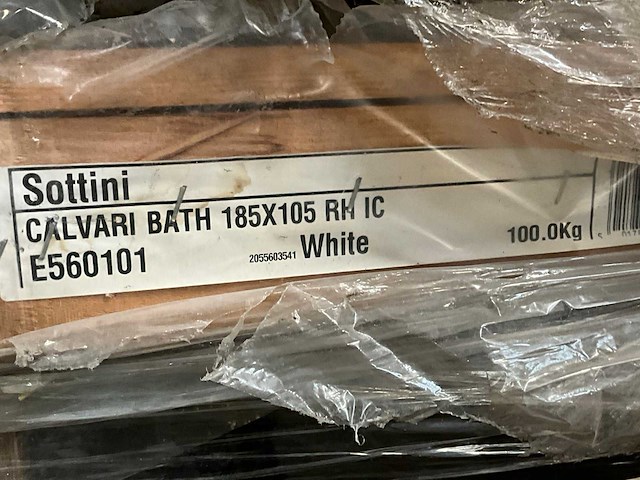 Sottini
CALVARI BATH 185X105 RH IC
E560101 2055603541 White 100.0Kg